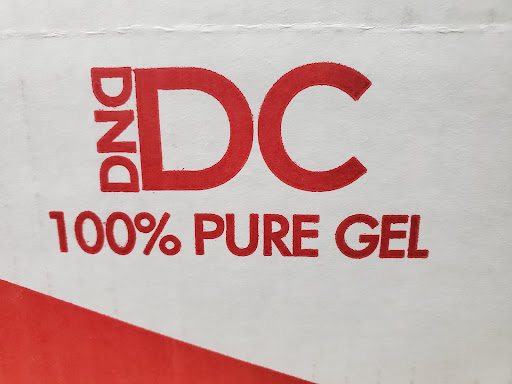 DND DC
100% PURE GEL